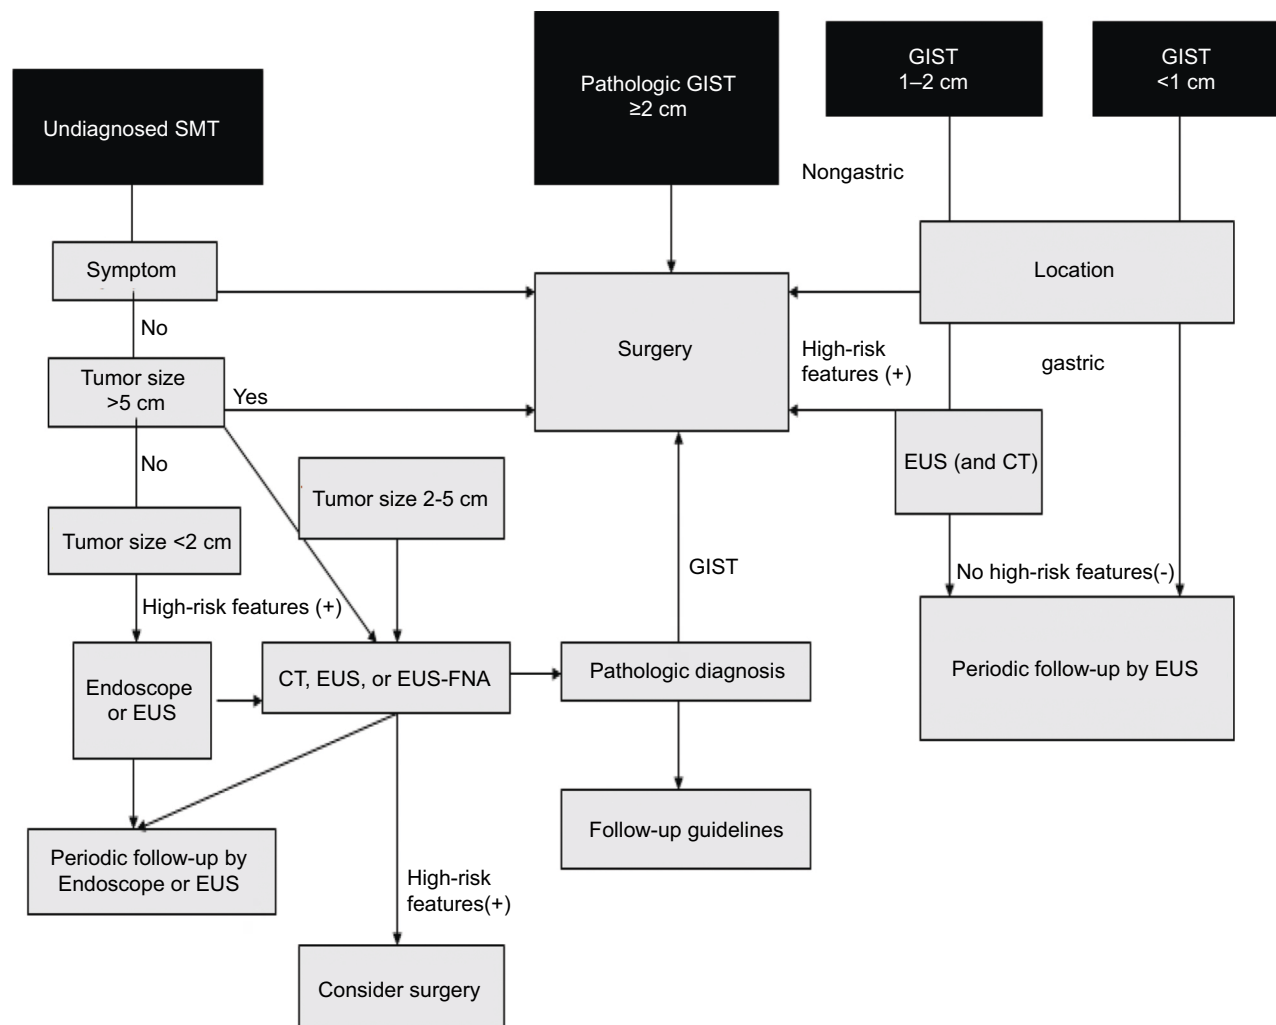 Undiagnosed SMT
Pathologic GIST
≥2 cm
GIST
1–2 cm
GIST
<1 cm
Nongastric
Symptom
Location
No
Surgery
High-risk
features (+)
gastric
Tumor size
>5 cm
Yes
No
EUS (and CT)
Tumor size 2-5 cm
Tumor size <2 cm
GIST
No high-risk features(-)
High-risk features (+)
Endoscope
or EUS
CT, EUS, or EUS-FNA
Pathologic diagnosis
Periodic follow-up by EUS
Follow-up guidelines
Periodic follow-up by
Endoscope or EUS
High-risk
features(+)
Consider surgery